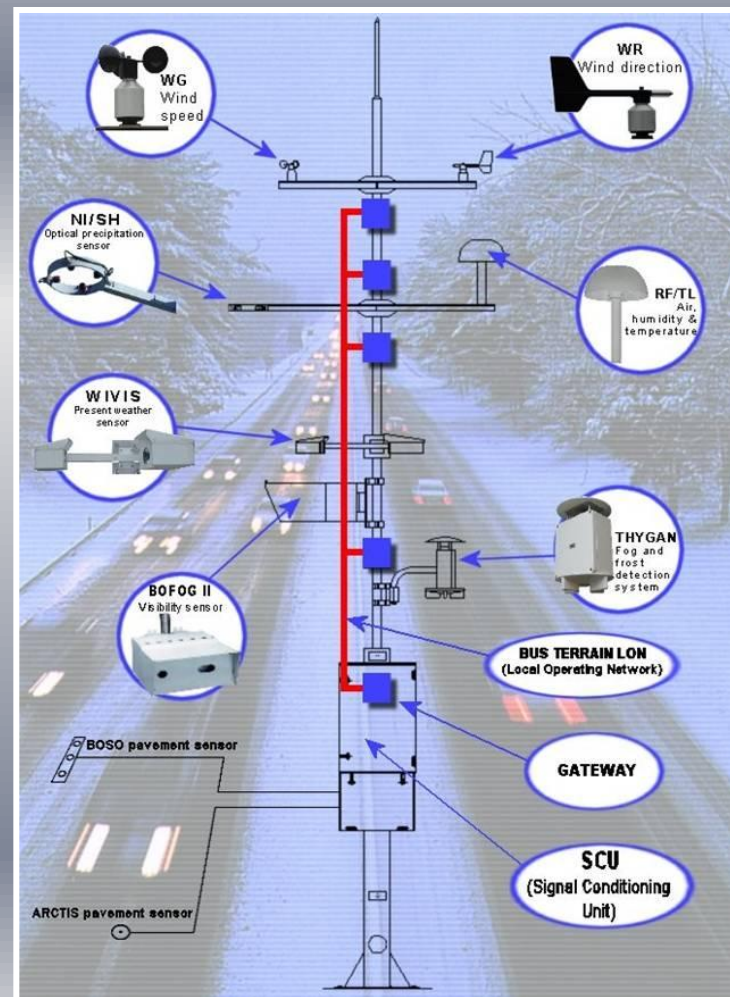 WG
Wind
speed
WR
Wind direction
NI/SH
Optical precipitation
sensor
RF/TL
Air,
humidity &
temperature
WIVIS
Present weather
sensor
THYGAN
Fog and
frost
detection
system
BOFOG II
Visibility sensor
BUS TERRAIN LON
(Local Operating Network)
BOSO pavement sensor
GATEWAY
SCU
(Signal Conditioning
Unit)
ARCTIS pavement sensor